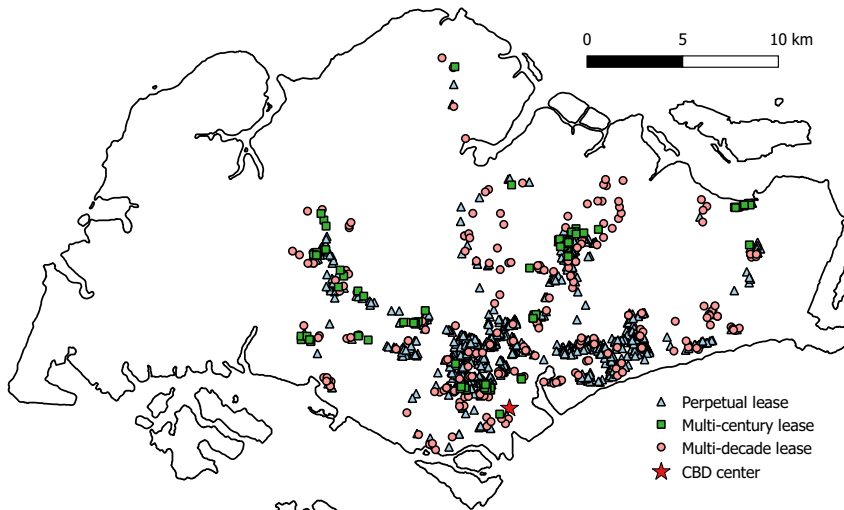 0 5 10 km
Perpetual lease
Multi-century lease
Multi-decade lease
CBD center